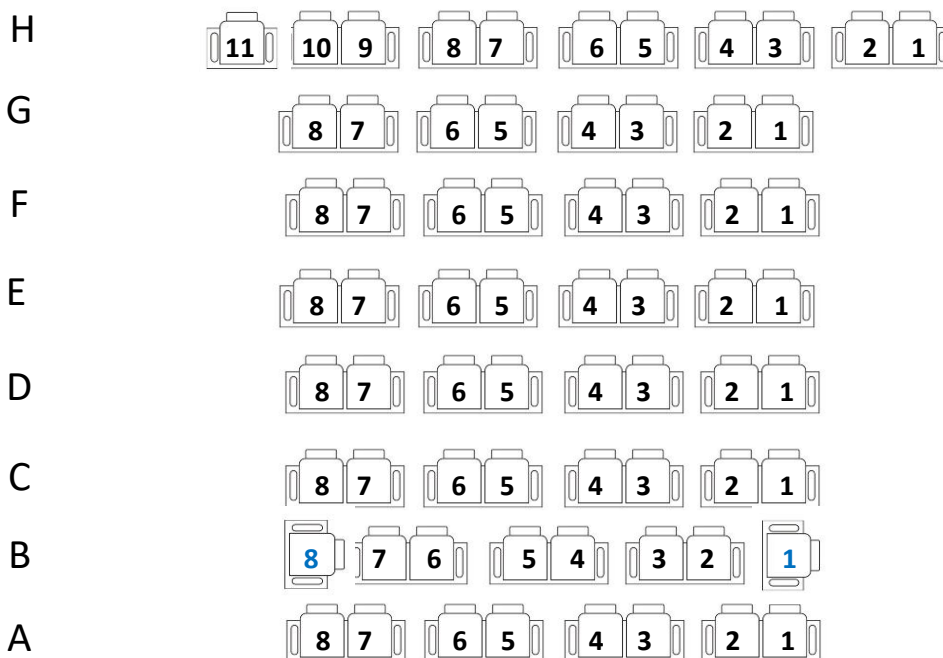 H 11 10 9 8 7 6 5 4 3 2 1
G 8 7 6 5 4 3 2 1
F 8 7 6 5 4 3 2 1
E 8 7 6 5 4 3 2 1
D 8 7 6 5 4 3 2 1
C 8 7 6 5 4 3 2 1
B 8 7 6 5 4 3 2 1
A 8 7 6 5 4 3 2 1